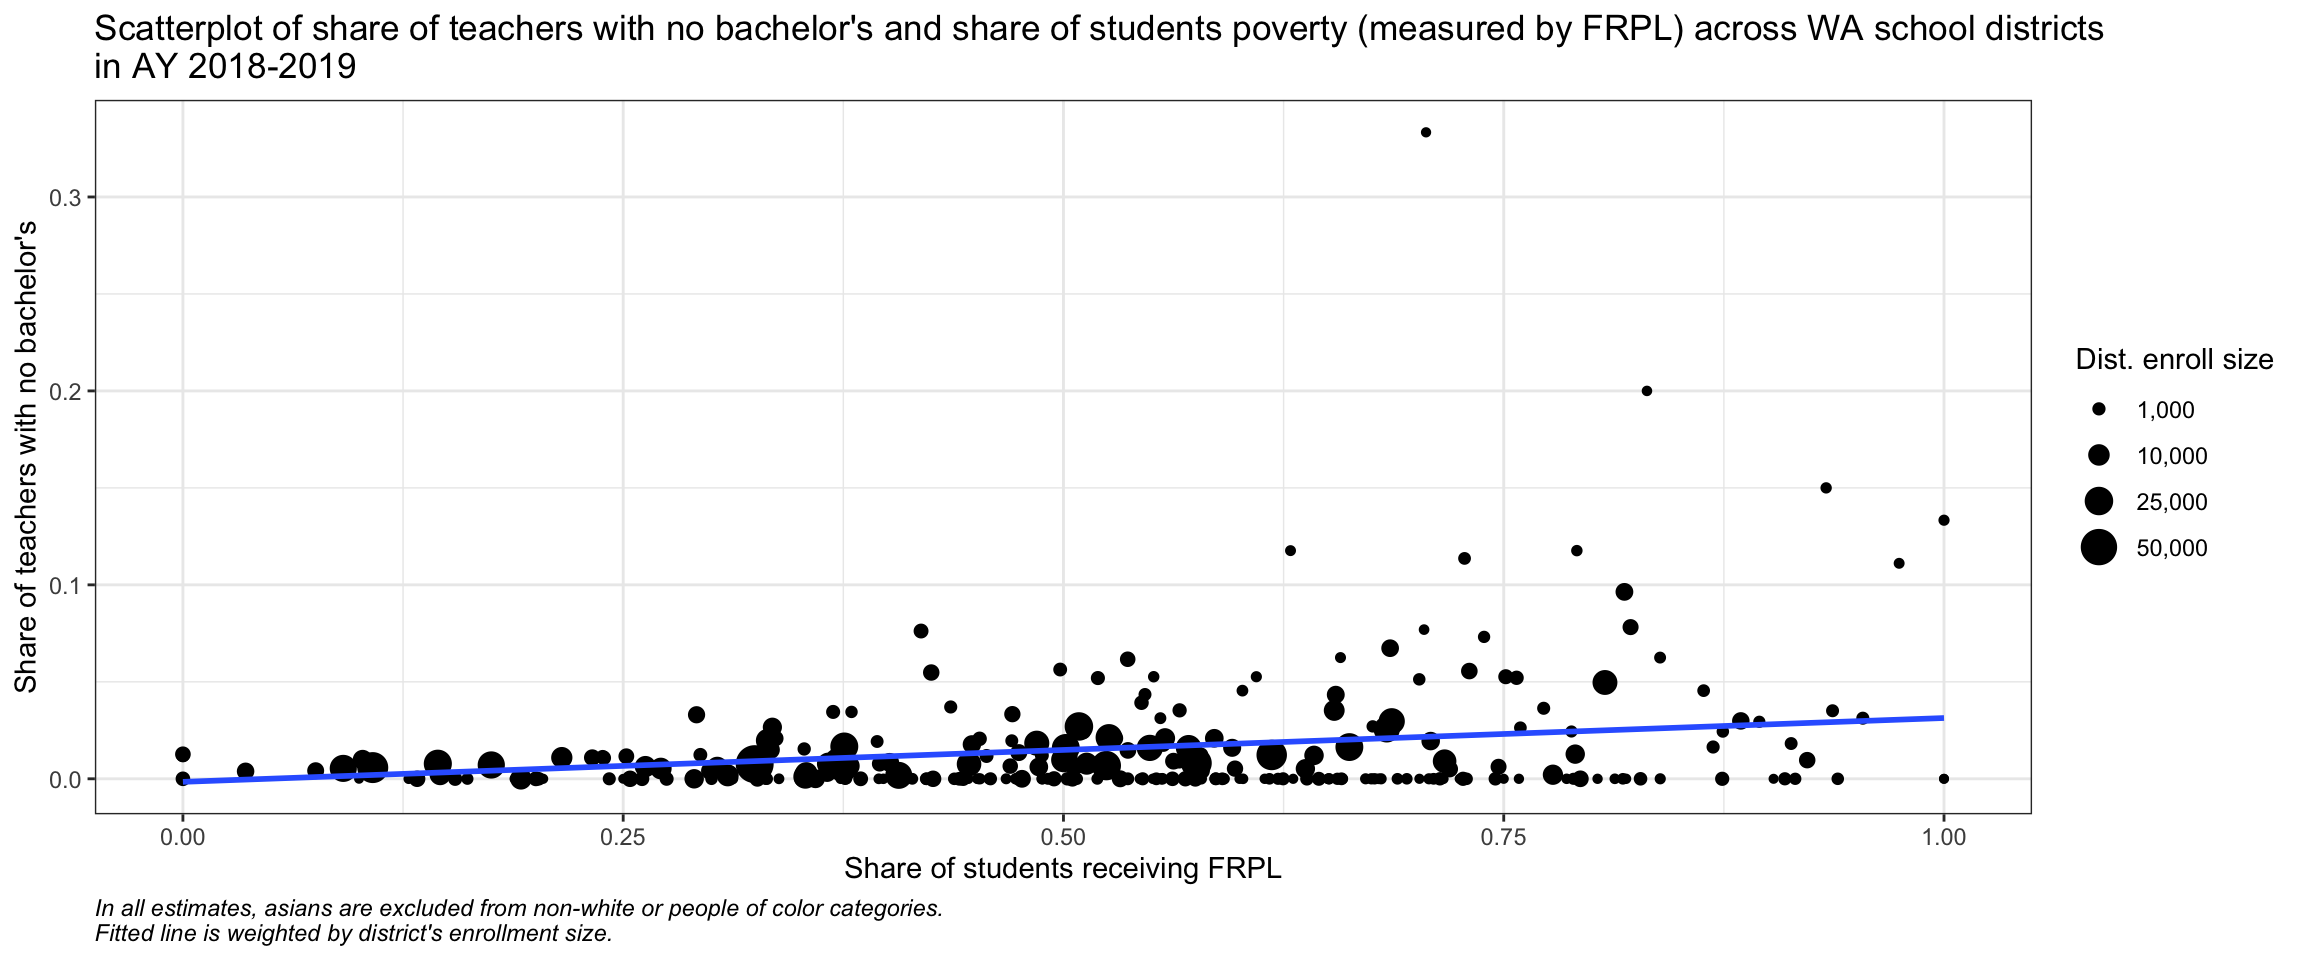 Scatterplot of share of teachers with no bachelor's and share of students poverty (measured by FRPL) across WA school districts
in AY 2018-2019
Share of teachers with no bachelor's
0.3
0.2
0.1
0.0
0.00
0.25
0.50
0.75
1.00
Share of students receiving FRPL
Dist. enroll size
1,000
10,000
25,000
50,000
In all estimates, asians are excluded from non-white or people of color categories.
Fitted line is weighted by district's enrollment size.